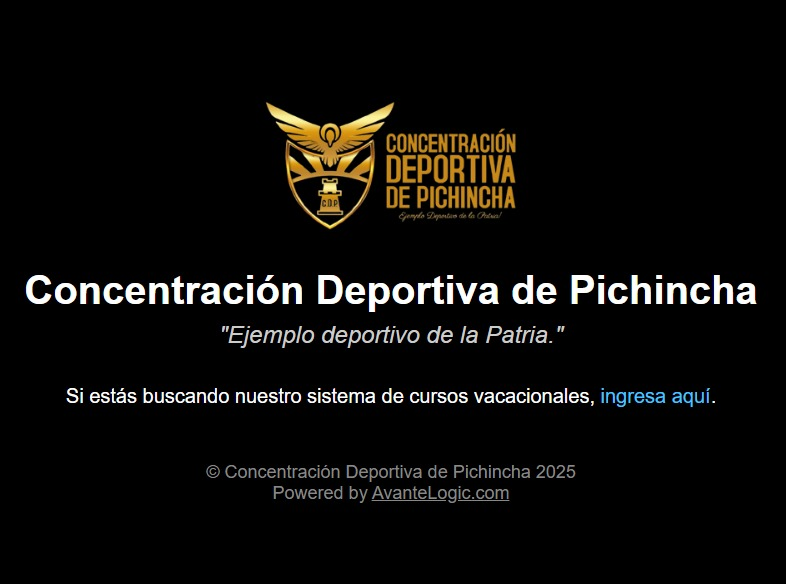 CONCENTRACIÓN
DEPORTIVA
DE PICHINCHA
Ejemplo Deportivo de la Patria!
C.D.P.
Concentración Deportiva de Pichincha
"Ejemplo deportivo de la Patria."
Si estás buscando nuestro sistema de cursos vacacionales, ingresa aquí.
© Concentración Deportiva de Pichincha 2025
Powered by AvanteLogic.com